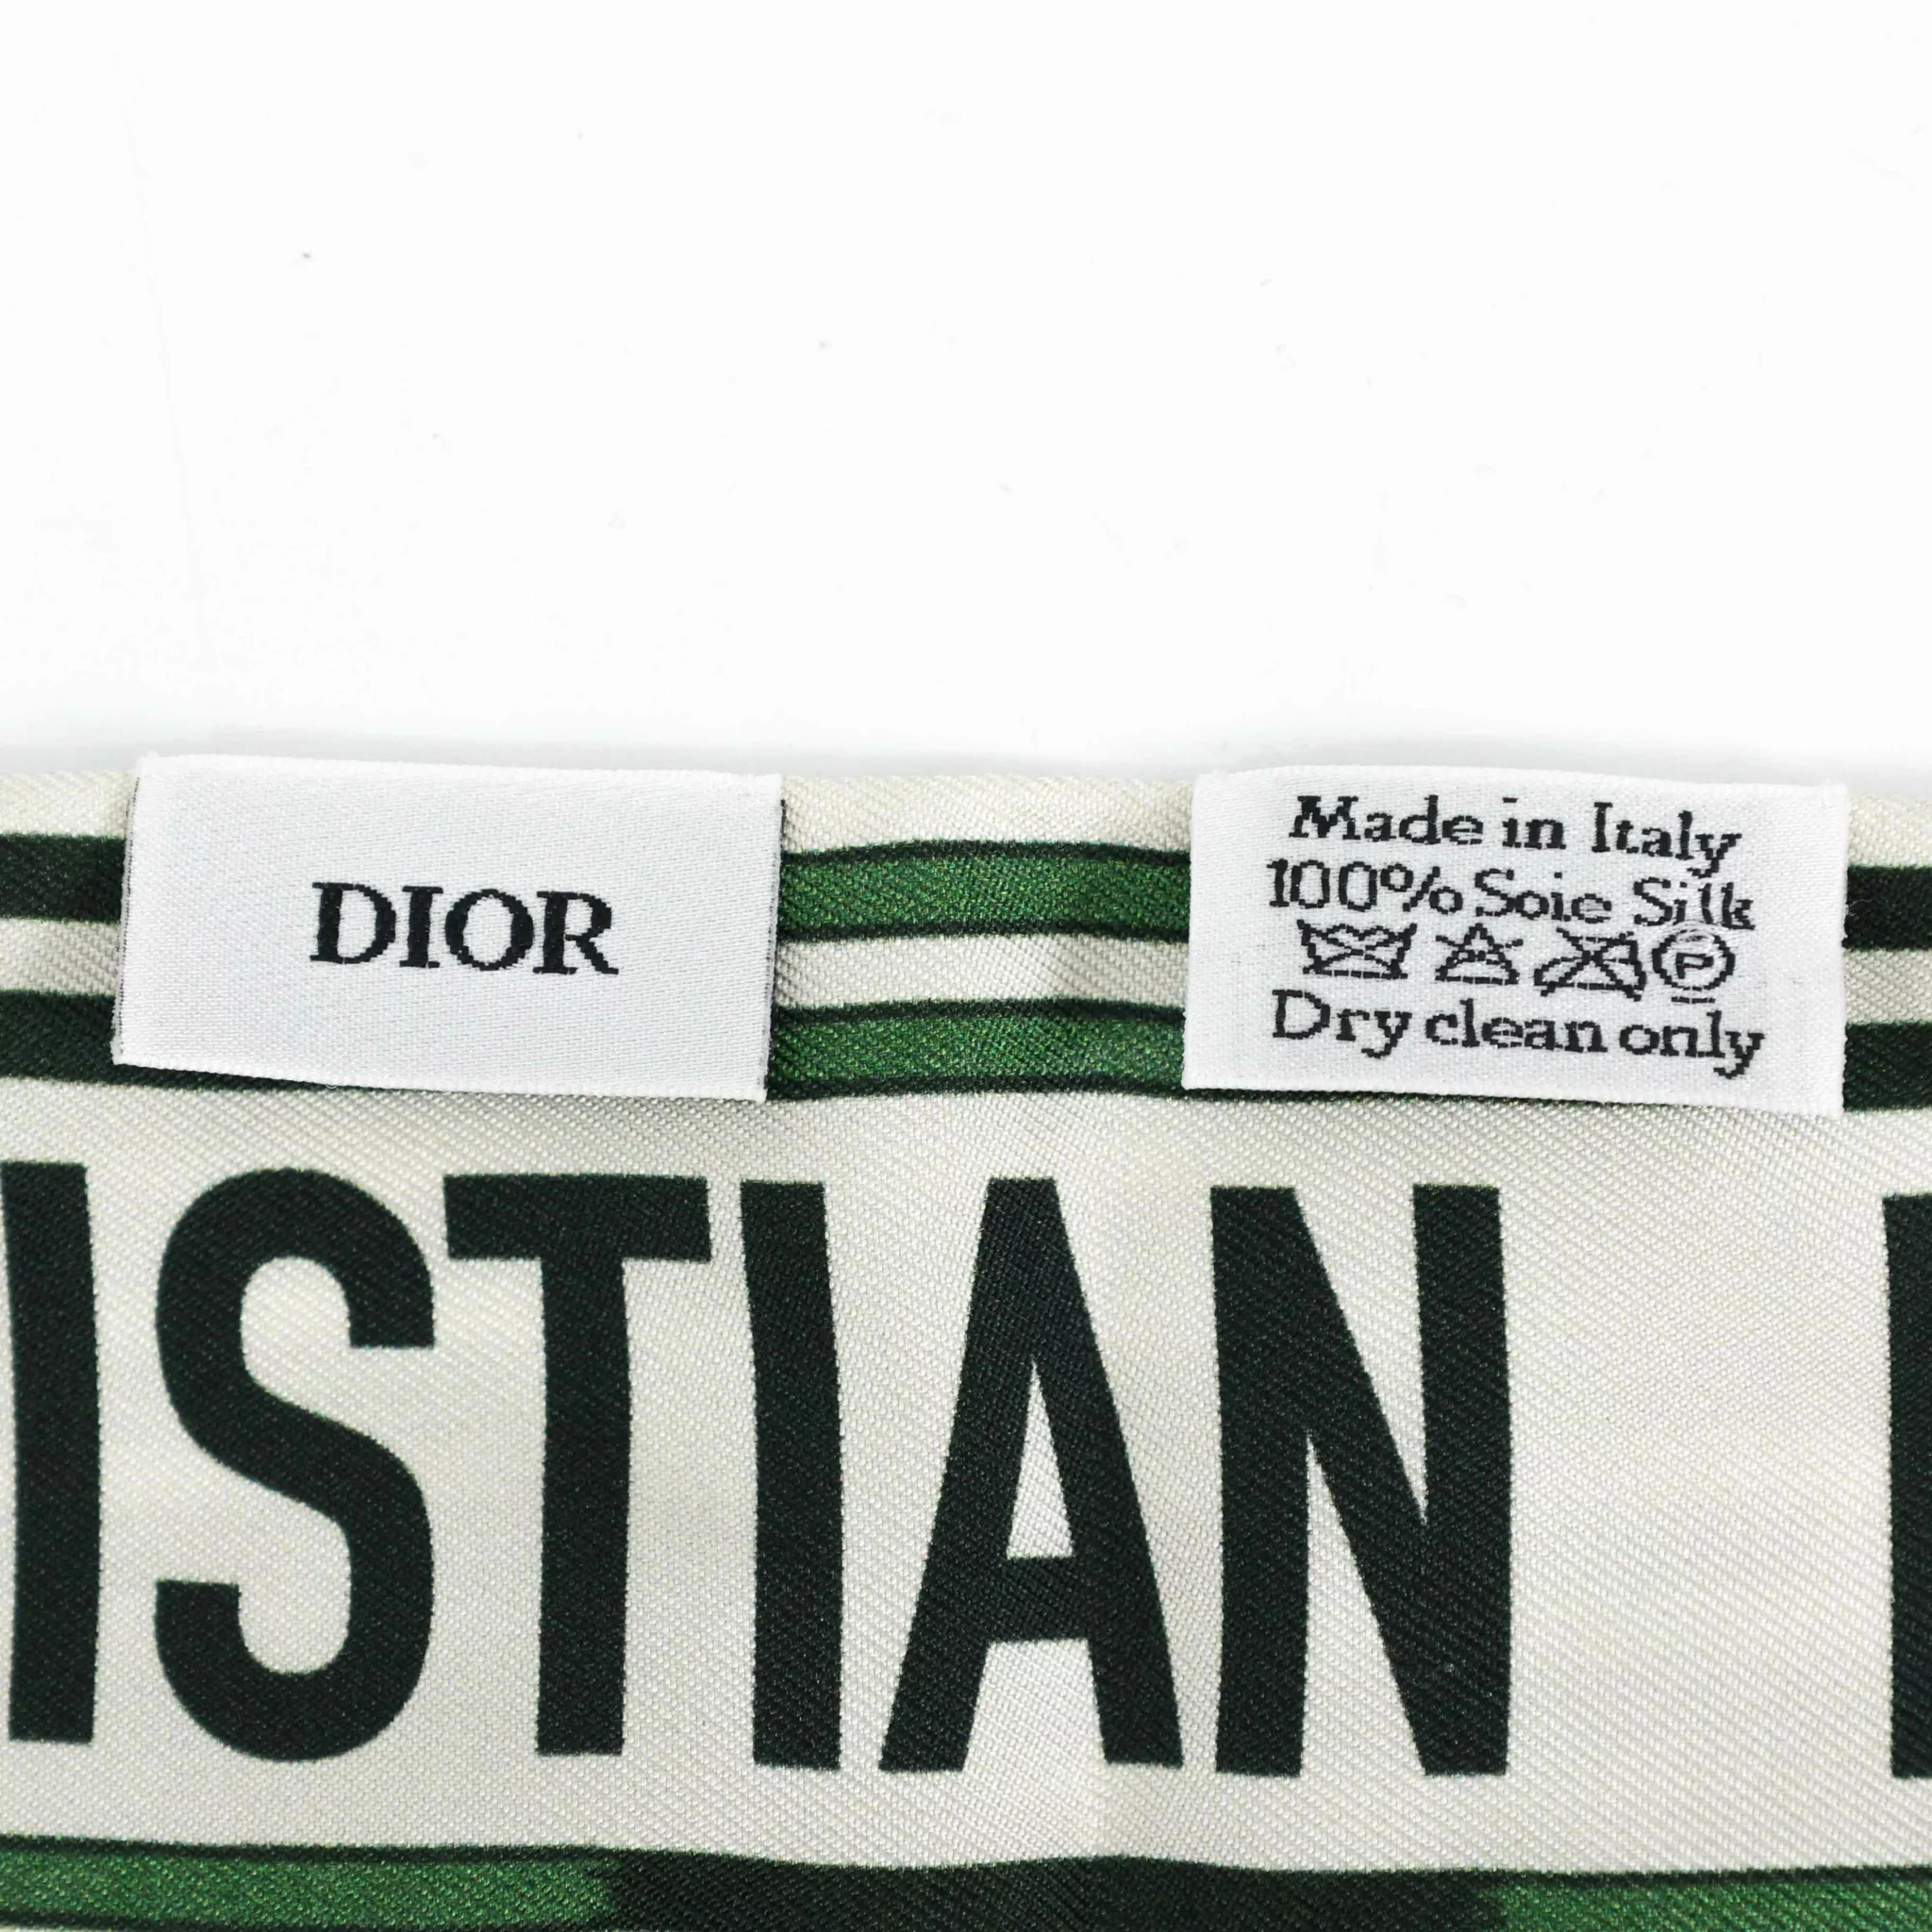 DIOR
Made in Italy
100% Soie Silk
P
Dry clean only
ISTIAN